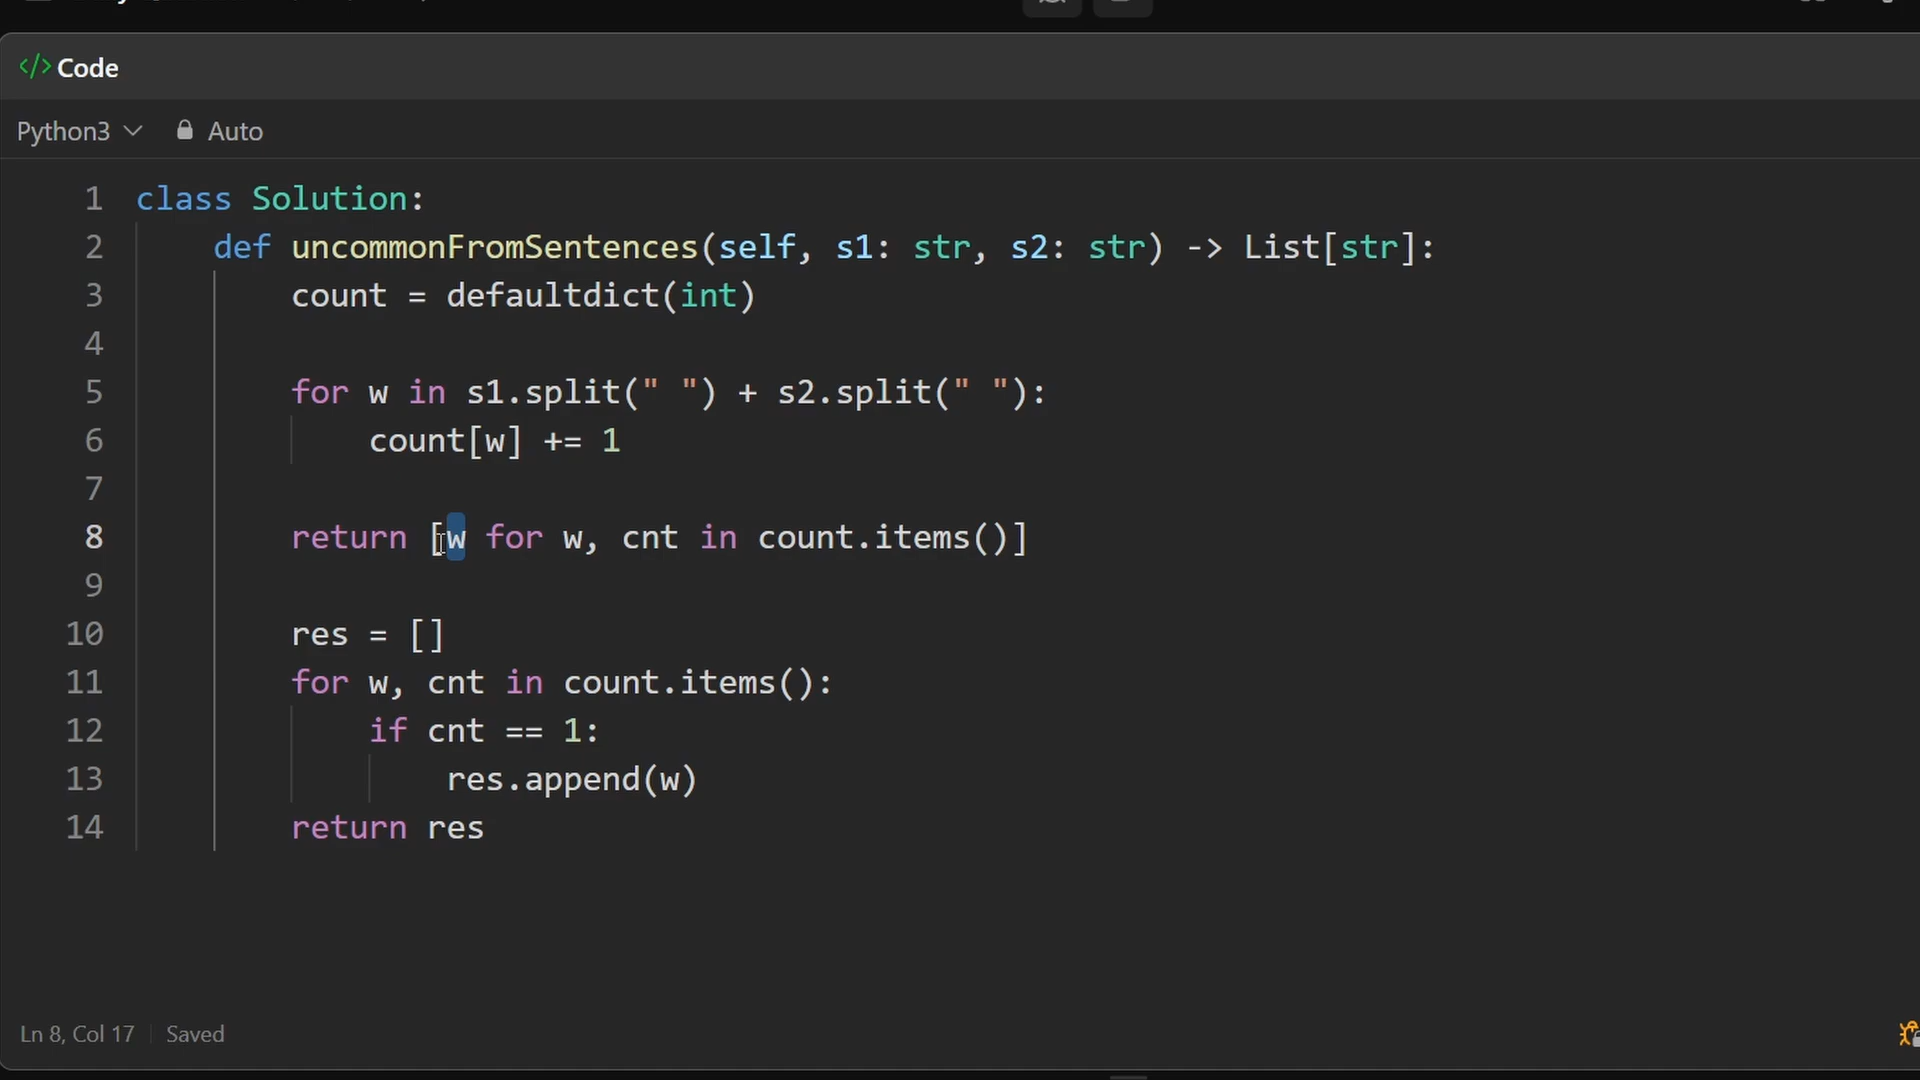 </> Code
Python3 Auto
1 class Solution:
2     def uncommonFromSentences(self, s1: str, s2: str) -> List[str]:
3         count = defaultdict(int)
4
5         for w in s1.split(" ") + s2.split(" "):
6             count[w] += 1
7
8         return [w for w, cnt in count.items()]
9
10         res = []
11         for w, cnt in count.items():
12             if cnt == 1:
13                 res.append(w)
14         return res
Ln 8, Col 17 Saved